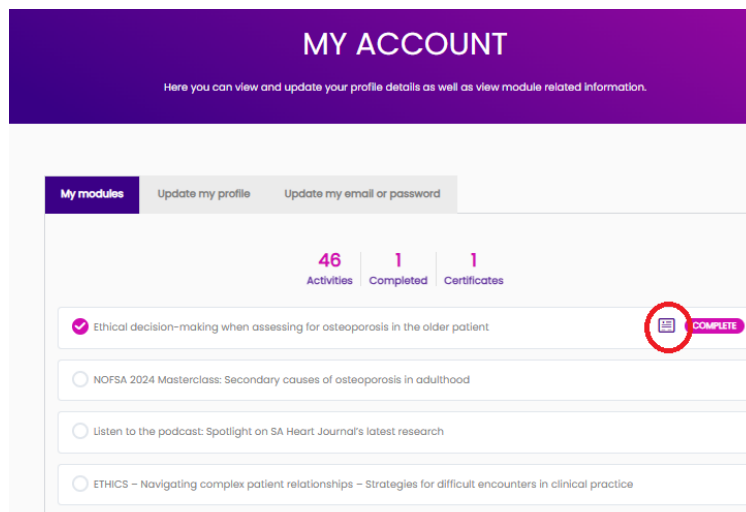 MY ACCOUNT
Here you can view and update your profile details as well as view module related information.
My modules
Update my profile
Update my email or password
46
1
1
Activities
Completed
Certificates
Ethical decision-making when assessing for osteoporosis in the older patient
COMPLETE
NOFSA 2024 Masterclass: Secondary causes of osteoporosis in adulthood
Listen to the podcast: Spotlight on SA Heart Journal's latest research
ETHICS – Navigating complex patient relationships – Strategies for difficult encounters in clinical practice